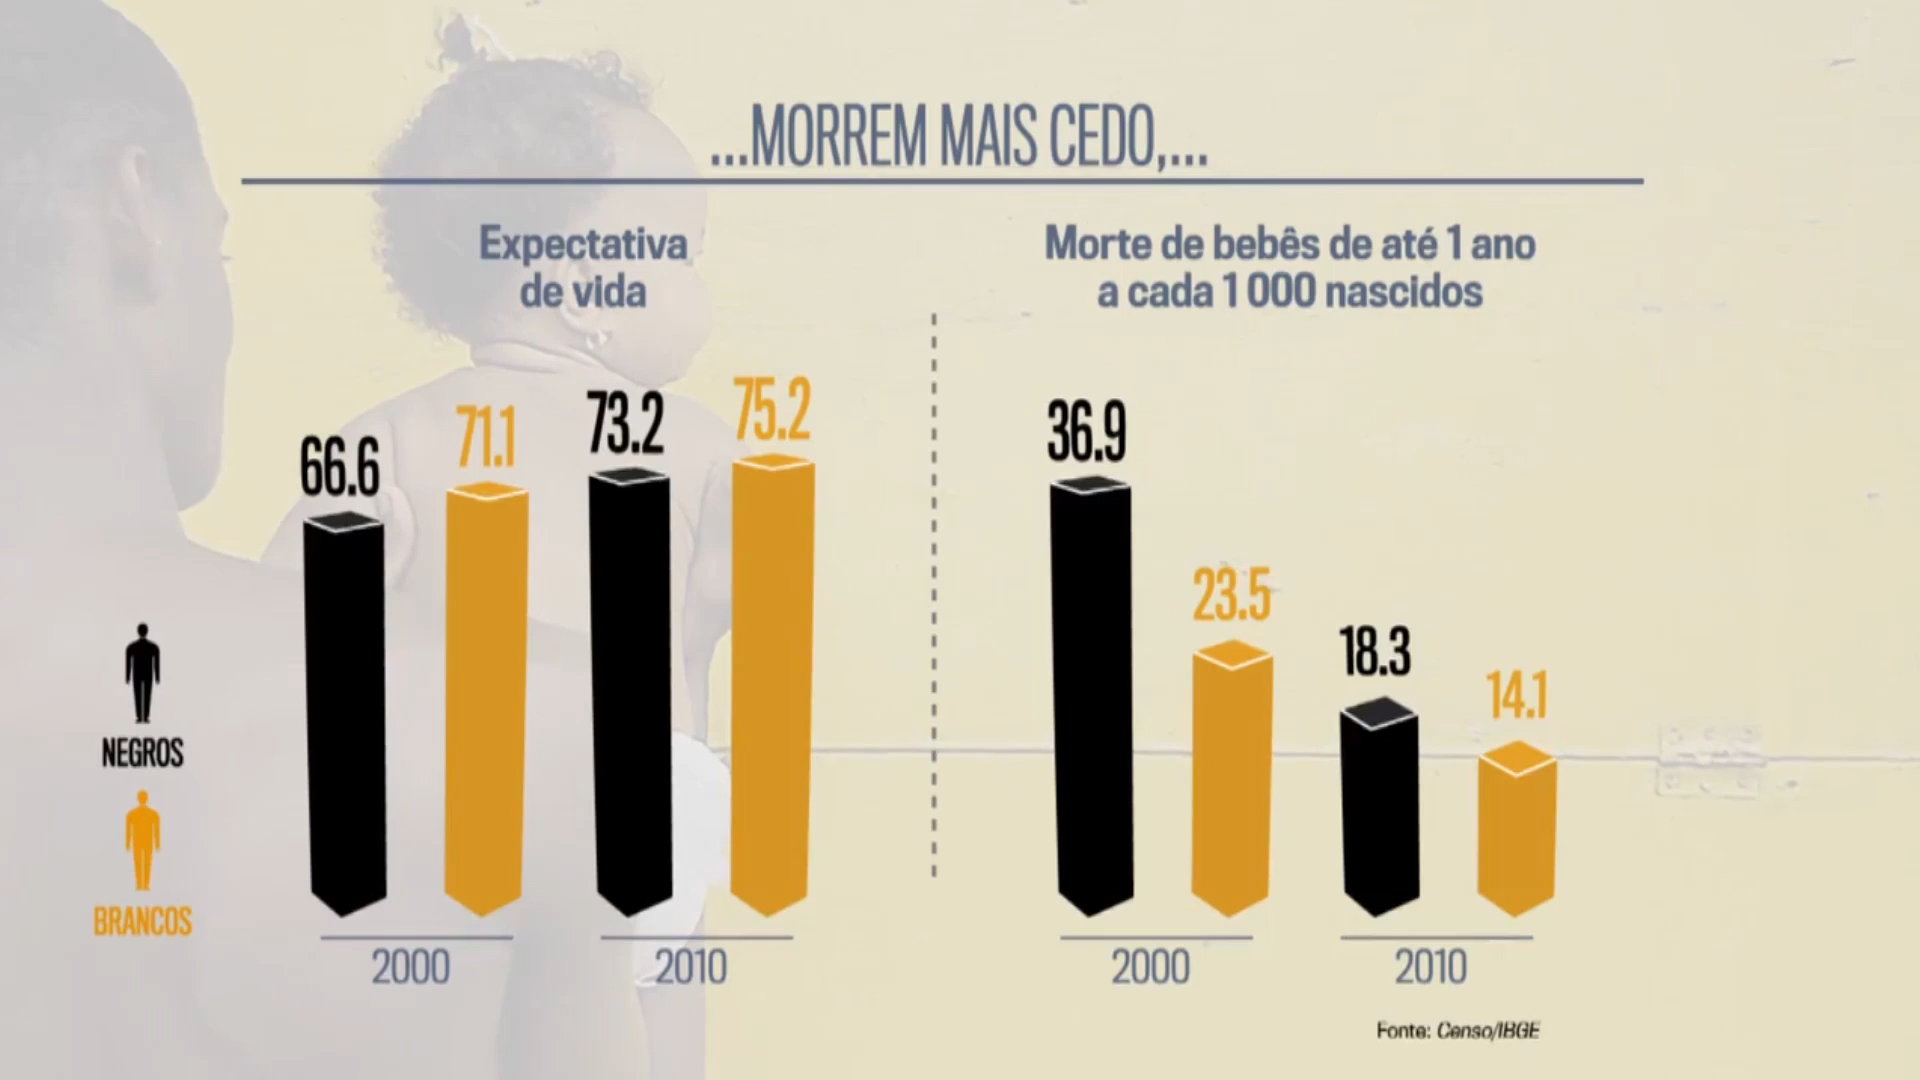 ...MORREM MAIS CEDO,...
Expectativa
de vida
66.6
71.1
73.2
75.2
2000
2010
Morte de bebês de até 1 ano
a cada 1 000 nascidos
36.9
23.5
18.3
14.1
2000
2010
NEGROS
BRANCOS
Fonte: Censo/IBGE